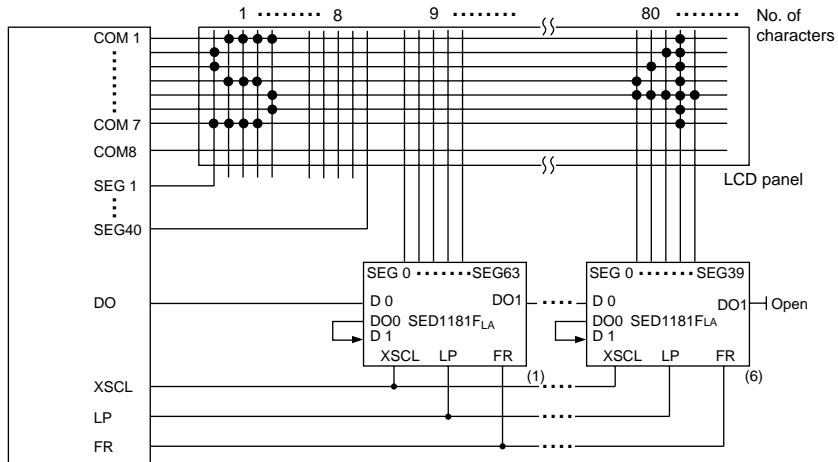 1 ········ 8 9 ········ 80 ········ No. of characters
COM 1
COM 7
COM8
SEG 1
LCD panel
SEG40
SEG 0 ······· SEG63
SEG 0 ······· SEG39
DO
D 0 DO1
D 0 DO1 Open
DO0 SED1181FLA
DO0 SED1181FLA
D 1
D 1
XSCL LP FR
XSCL LP FR
(1)
(6)
XSCL
LP
FR